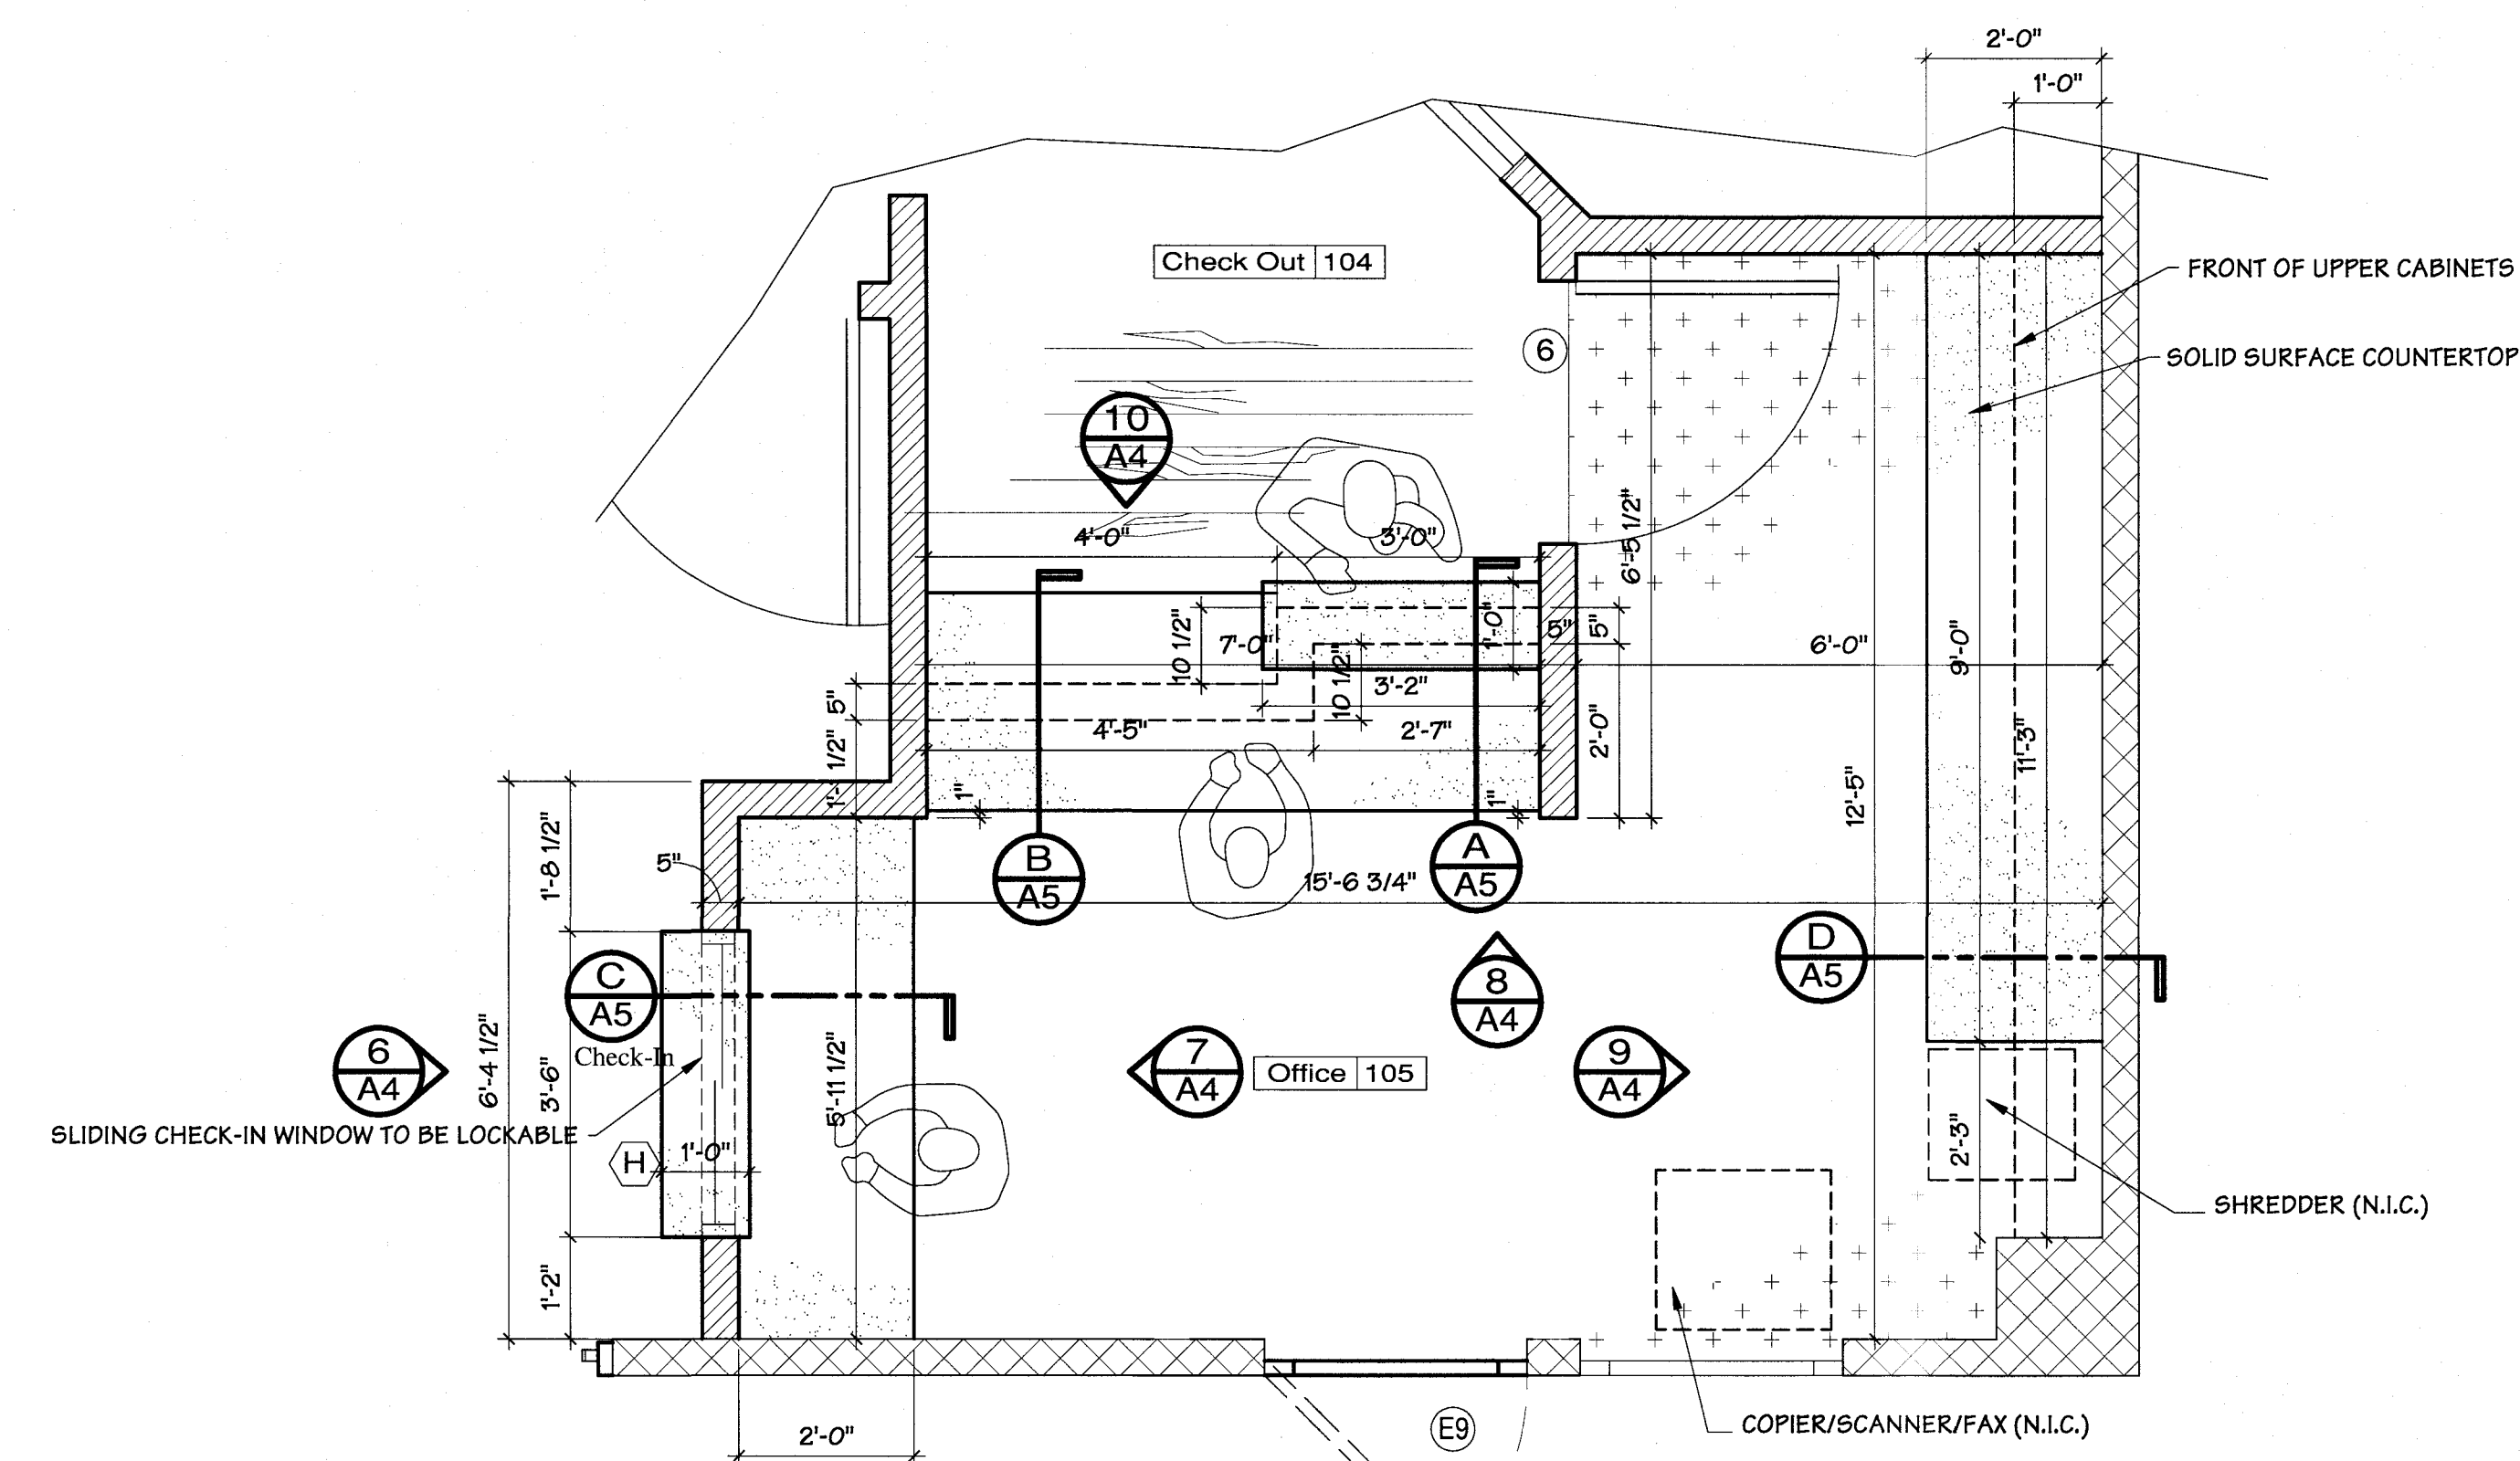 2'-0"
1'-0"
Check Out 104
FRONT OF UPPER CABINETS
6
SOLID SURFACE COUNTERTOP
10
A4
4'-0"
3'-0"
6'-5 1/2"
10 1/2"
7'-0"
1'-0"
5"
5"
6'-0"
9'-0"
5"
10 1/2"
3'-2"
4'-5"
2'-7"
2'-0"
11'-3"
1'-1 1/2"
1"
1"
12'-5"
1'-8 1/2"
5"
B
A5
15'-6 3/4"
A
A5
D
A5
C
A5
8
A4
6'-4 1/2"
6
A4
Check-In
3'-6"
5'-11 1/2"
7
A4
Office 105
9
A4
SLIDING CHECK-IN WINDOW TO BE LOCKABLE
H
1'-0"
2'-3"
SHREDDER (N.I.C.)
1'-2"
2'-0"
E9
COPIER/SCANNER/FAX (N.I.C.)